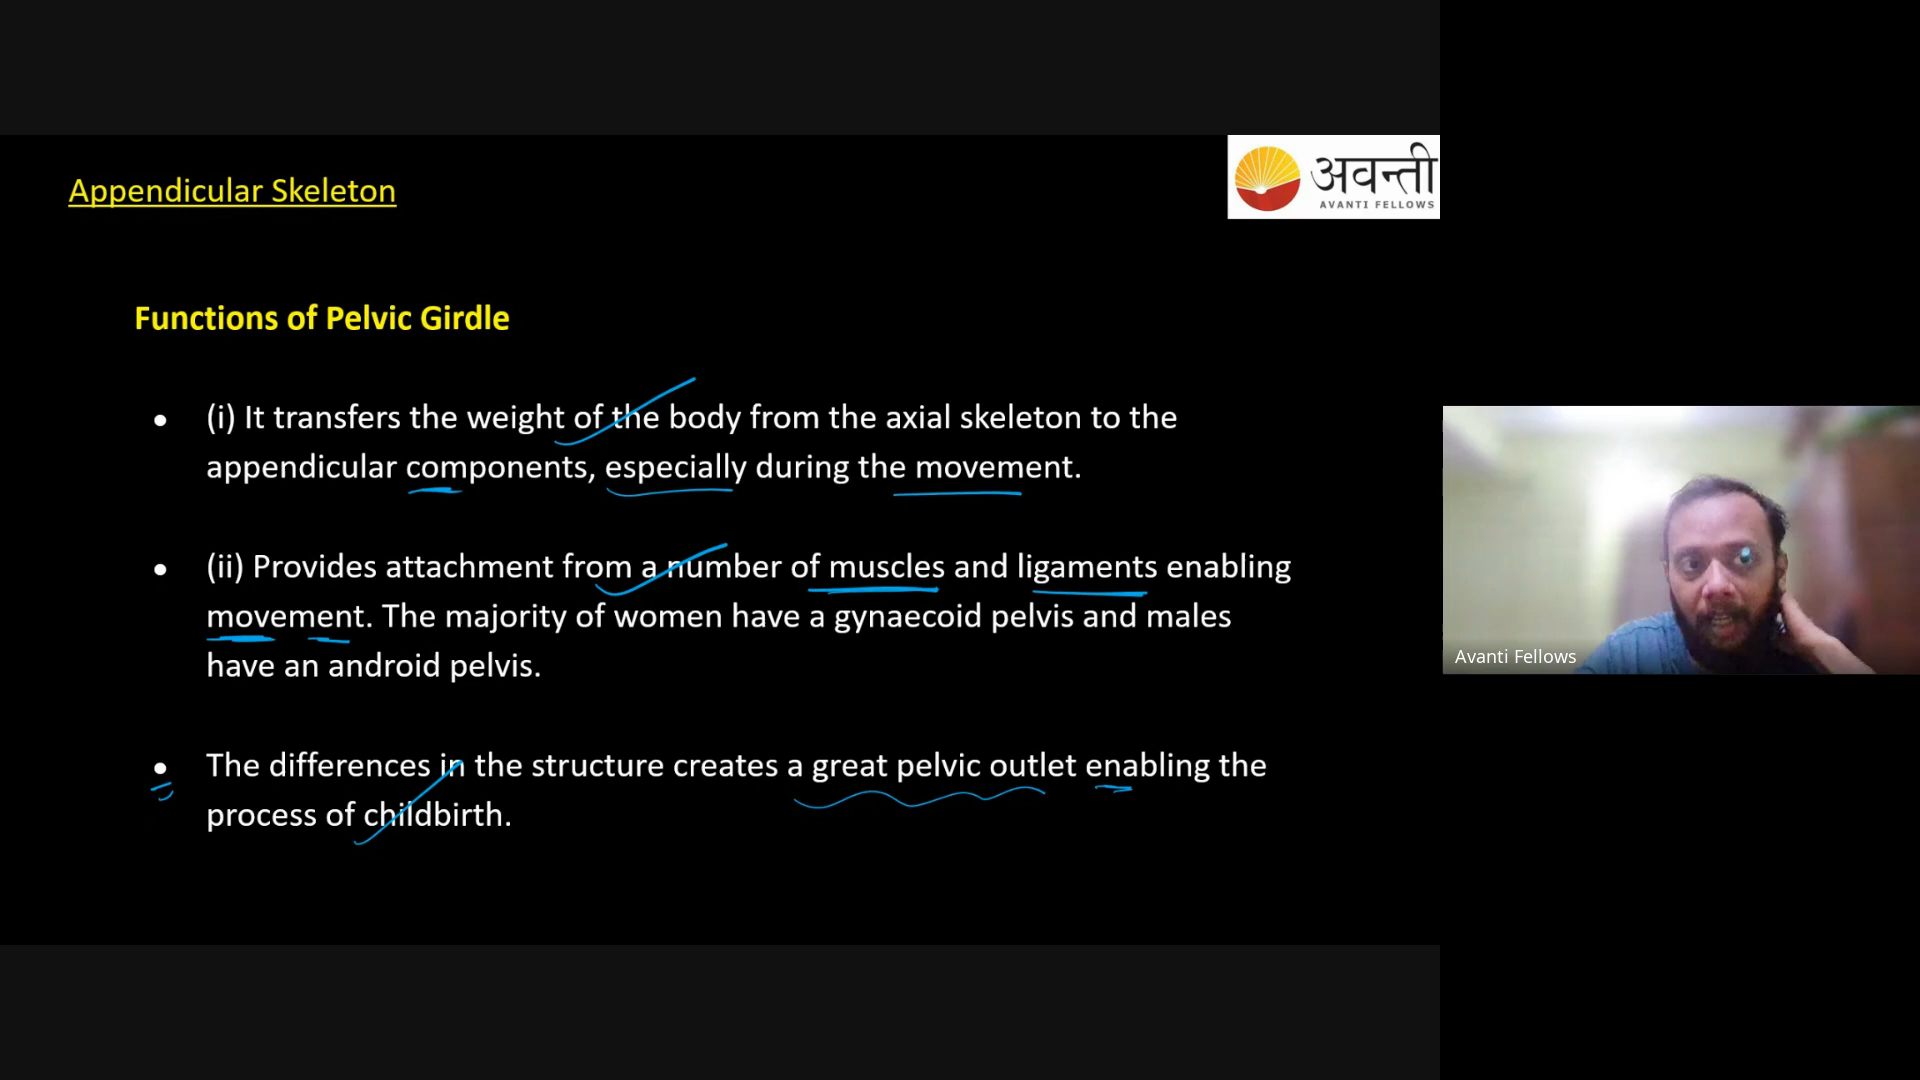 Appendicular Skeleton
अवन्ती
AVANTI FELLOWS
Functions of Pelvic Girdle
• (i) It transfers the weight of the body from the axial skeleton to the
appendicular components, especially during the movement.
• (ii) Provides attachment from a number of muscles and ligaments enabling
movement. The majority of women have a gynaecoid pelvis and males
have an android pelvis.
• The differences in the structure creates a great pelvic outlet enabling the
process of childbirth.
Avanti Fellows